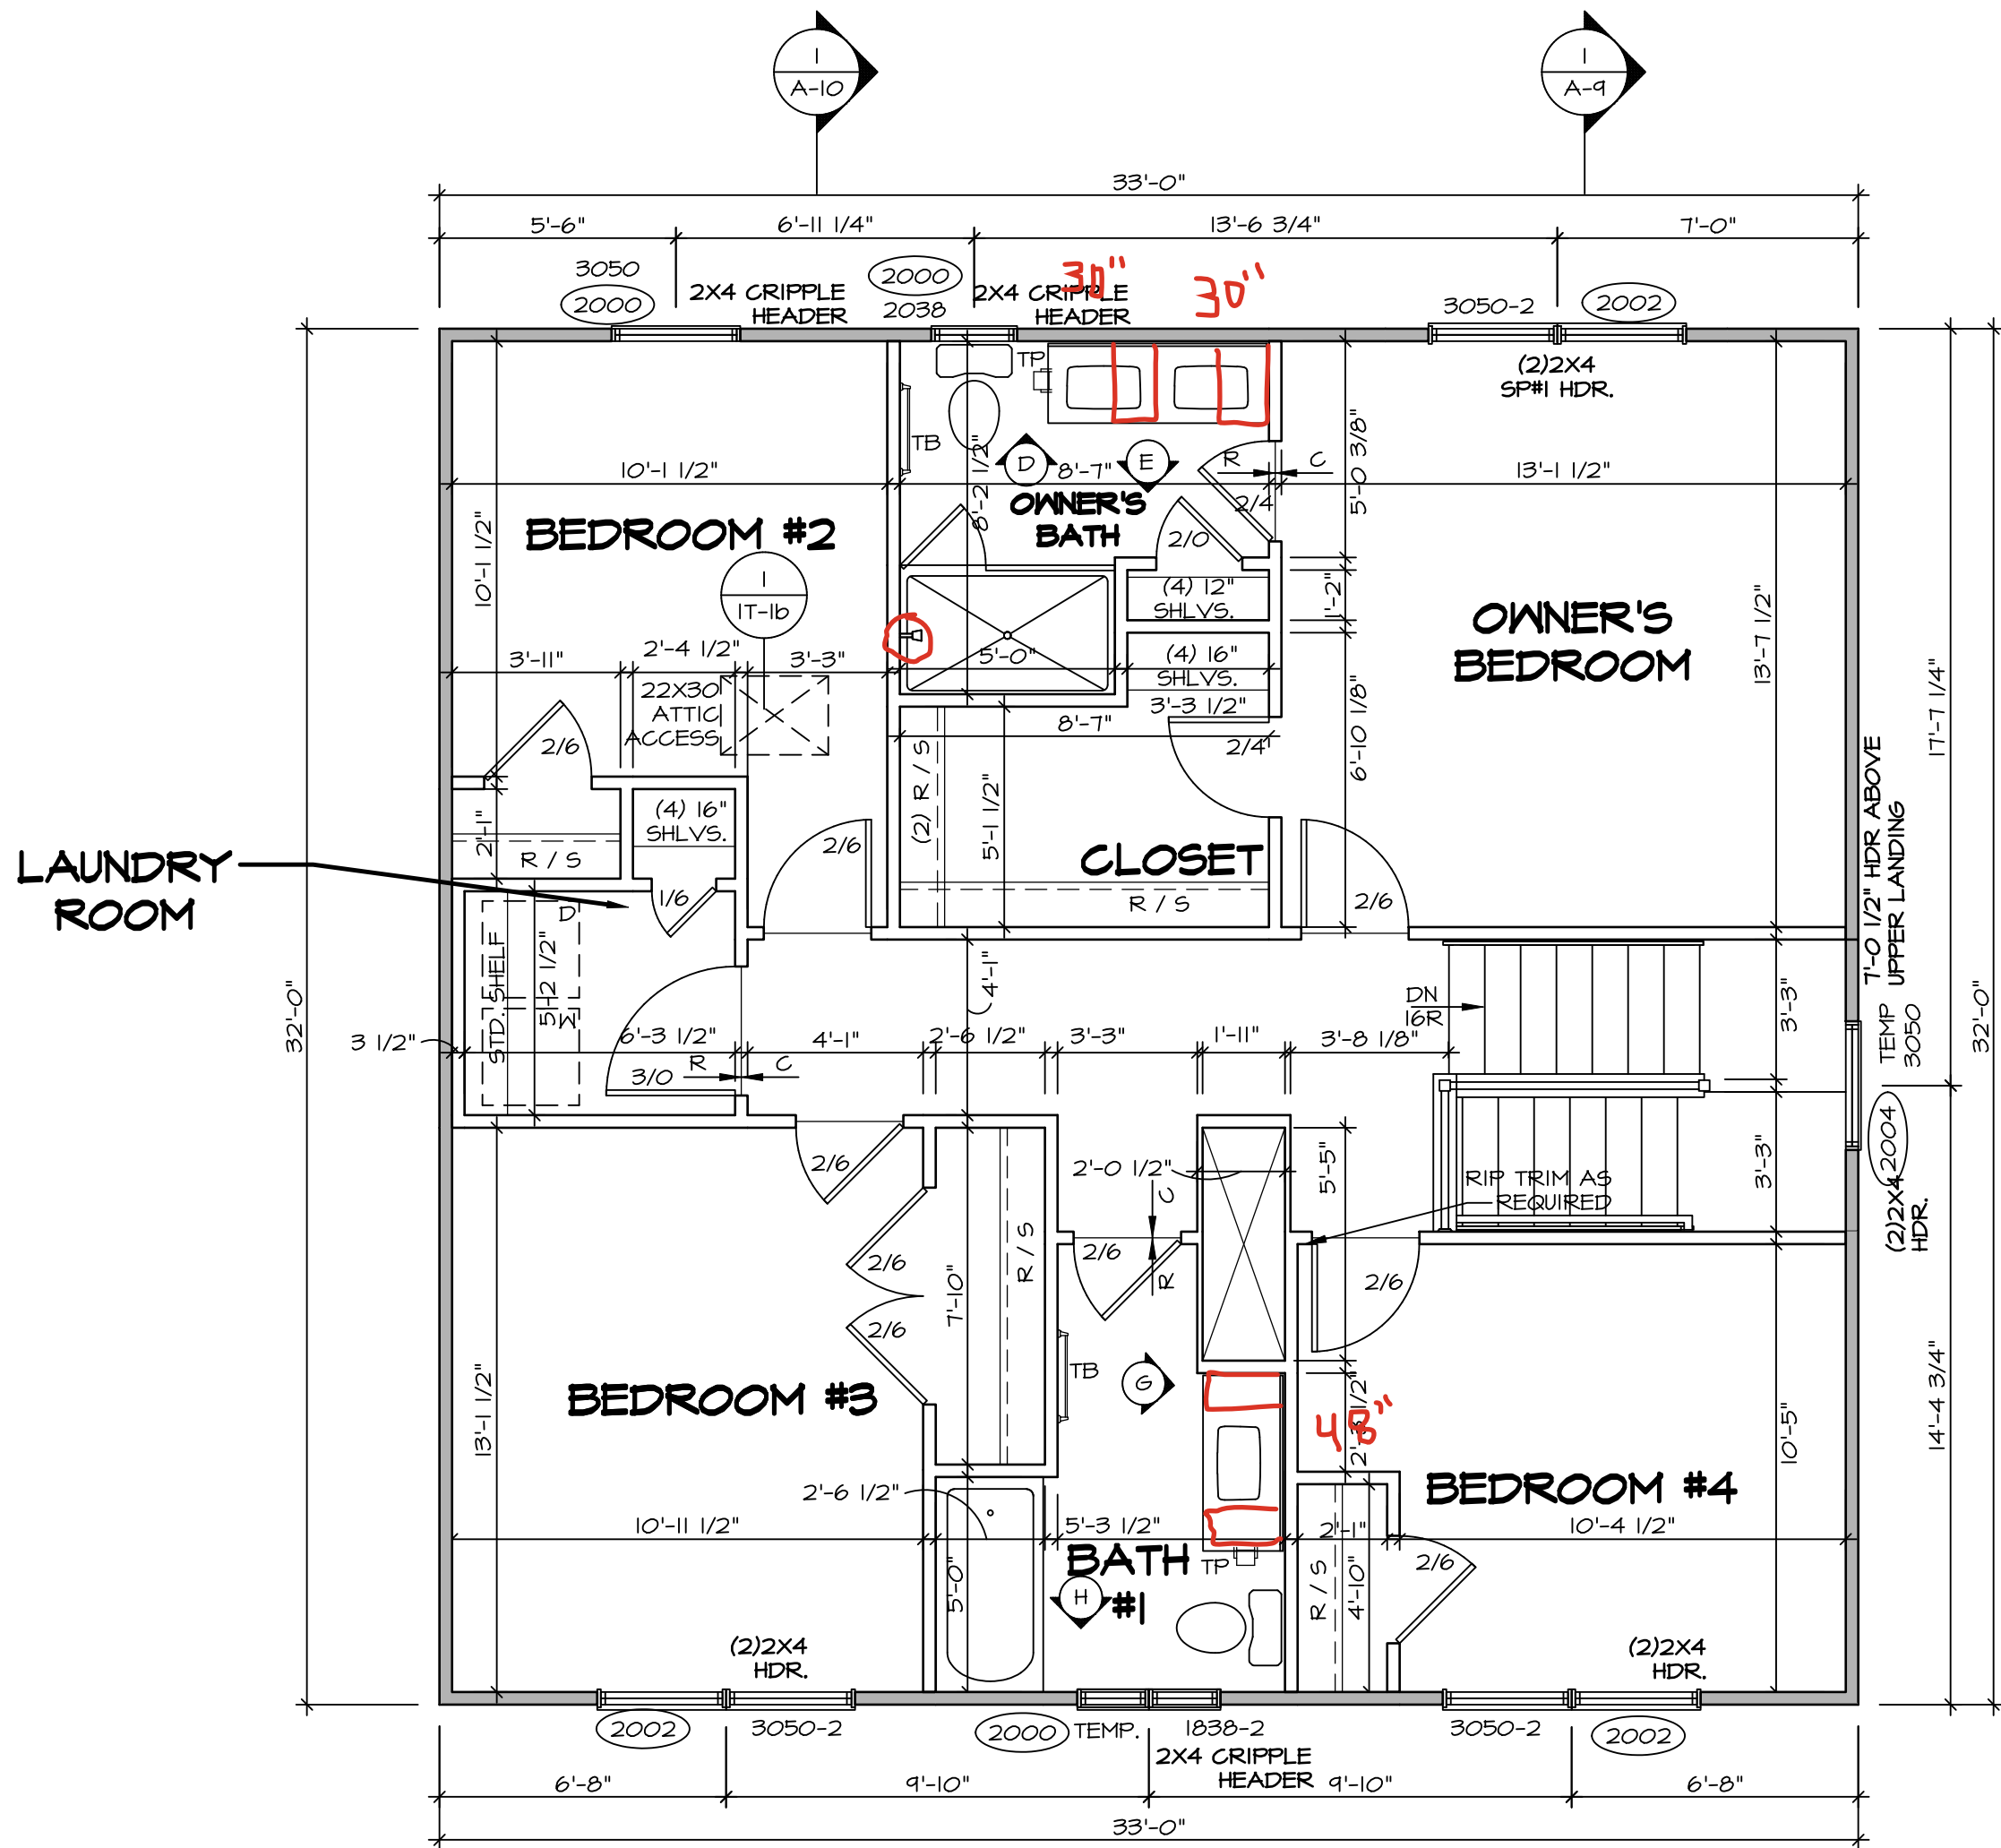 1
A-10
1
A-9
33'-0"
5'-6"
6'-11 1/4"
13'-6 3/4"
7'-0"
3050
2000
2X4 CRIPPLE
HEADER
2000
2038
2X4 CRIPPLE
HEADER
30"
30"
3050-2
2002
(2)2X4
SP#1 HDR.
TP
TB
D
E
8'-2 1/2"
8'-7"
R
C
2/4
5'-0 3/8"
10'-1 1/2"
13'-1 1/2"
BEDROOM #2
10'-1 1/2"
OWNER'S
BATH
2/0
1
IT-1b
(4) 12"
SHLVS.
1'-2"
OWNER'S
BEDROOM
13'-7 1/2"
3'-11"
2'-4 1/2"
3'-3"
5'-0"
(4) 16"
SHLVS.
3'-3 1/2"
22X30
ATTIC
ACCESS
2/6
8'-7"
2/4
6'-10 1/8"
17'-7 1/4"
(2) R / S
5'-1 1/2"
2'-1"
(4) 16"
SHLVS.
R / S
2/6
CLOSET
R / S
2/6
7'-0 1/2" HDR ABOVE
UPPER LANDING
LAUNDRY
ROOM
1/6
D
STD. SHELF
5'-2 1/2"
W
32'-0"
3 1/2"
6'-3 1/2"
3/0
R
C
4'-1"
4'-1"
2'-6 1/2"
3'-3"
1'-11"
3'-8 1/8"
DN
16R
3'-3"
TEMP
3050
32'-0"
2004
(2)2X4
HDR.
3'-3"
2/6
2'-0 1/2"
C
R
5'-5"
RIP TRIM AS
REQUIRED
2/6
2/6
2/6
R / S
7'-10"
2/6
BEDROOM #3
13'-1 1/2"
TB
G
48"
10'-5"
14'-4 3/4"
BEDROOM #4
2'-6 1/2"
10'-11 1/2"
5'-3 1/2"
2'-1"
10'-4 1/2"
BATH
#1
TP
H
5'-0"
R / S
4'-10"
2/6
(2)2X4
HDR.
(2)2X4
HDR.
2002
3050-2
2000
TEMP.
1838-2
2X4 CRIPPLE
HEADER
3050-2
2002
6'-8"
9'-10"
9'-10"
6'-8"
33'-0"